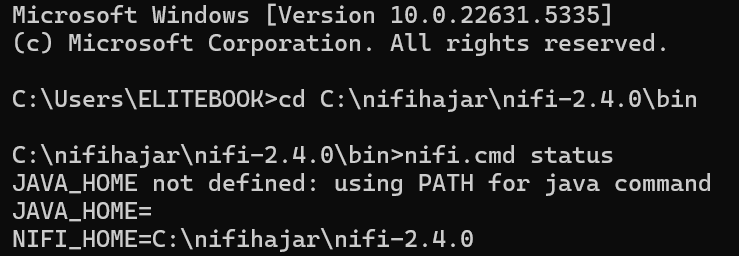 Microsoft Windows [Version 10.0.22631.5335]
(c) Microsoft Corporation. All rights reserved.
C:\Users\ELITEBOOK>cd C:\nifihajar\nifi-2.4.0\bin
C:\nifihajar\nifi-2.4.0\bin>nifi.cmd status
JAVA_HOME not defined: using PATH for java command
JAVA_HOME=
NIFI_HOME=C:\nifihajar\nifi-2.4.0